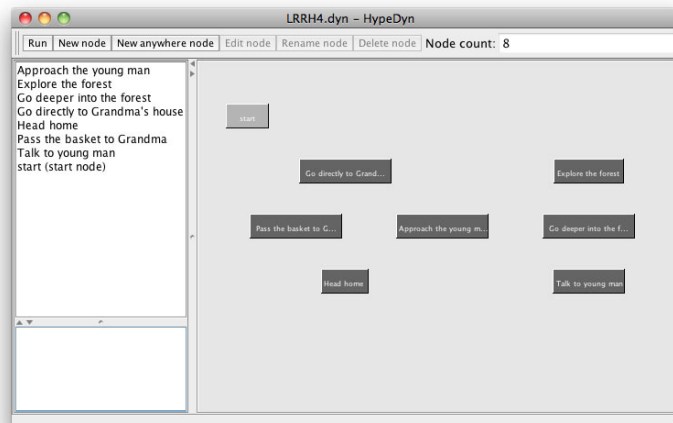 LRRH4.dyn – HypeDyn
Run New node New anywhere node Edit node Rename node Delete node Node count: 8
Approach the young man
Explore the forest
Go deeper into the forest
Go directly to Grandma's house
Head home
Pass the basket to Grandma
Talk to young man
start (start node)
start
Go directly to Grand... Explore the forest
Pass the basket to G... Approach the young m... Go deeper into the f...
Head home Talk to young man